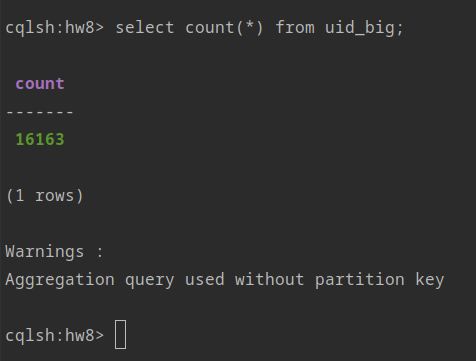 cqlsh:hw8> select count(*) from uid_big;
count
-------
16163
(1 rows)
Warnings :
Aggregation query used without partition key
cqlsh:hw8>